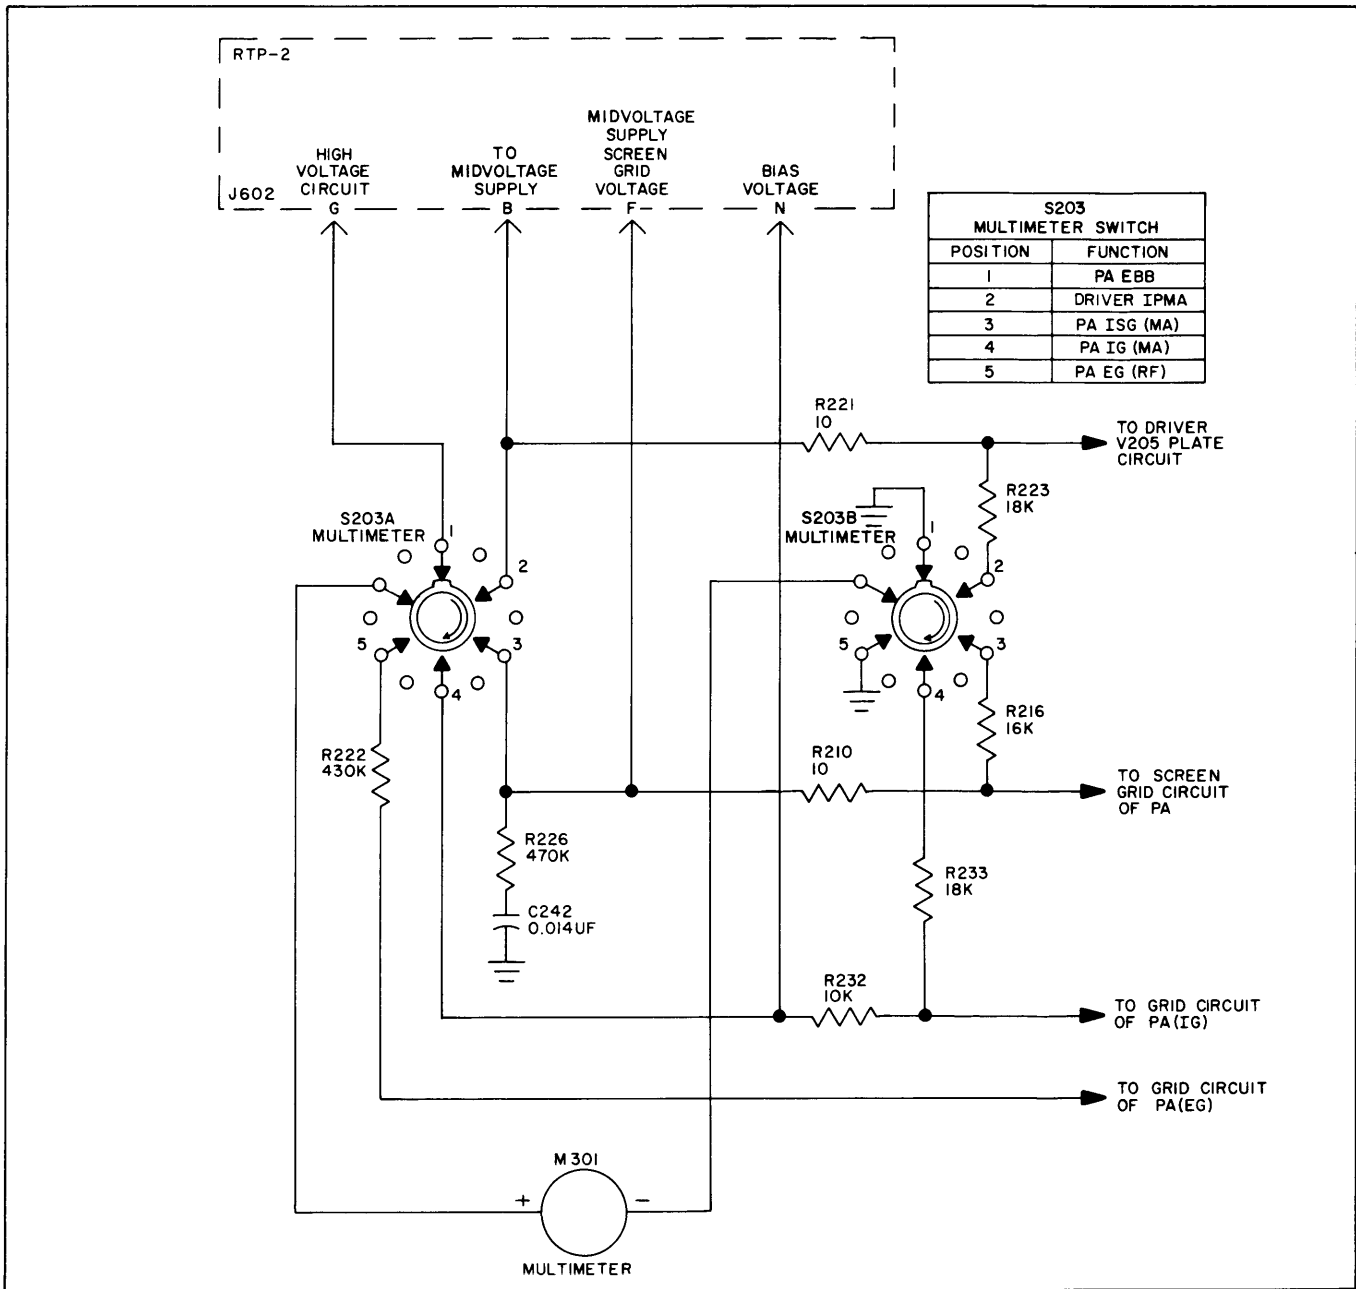 RTP-2
HIGH
VOLTAGE
CIRCUIT
G
TO
MIDVOLTAGE
SUPPLY
B
MIDVOLTAGE
SUPPLY
SCREEN
GRID
VOLTAGE
F
BIAS
VOLTAGE
N
J602
S203
MULTIMETER SWITCH
POSITION FUNCTION
1 PA EBB
2 DRIVER IPMA
3 PA ISG (MA)
4 PA IG (MA)
5 PA EG (RF)
R221
10
TO DRIVER
V205 PLATE
CIRCUIT
R223
18K
S203A
MULTIMETER
1
2
3
4
5
S203B
MULTIMETER
1
2
3
4
5
R216
16K
R222
430K
R210
10
TO SCREEN
GRID CIRCUIT
OF PA
R226
470K
C242
0.014UF
R233
18K
R232
10K
TO GRID CIRCUIT
OF PA(IG)
TO GRID CIRCUIT
OF PA(EG)
M301
+ −
MULTIMETER